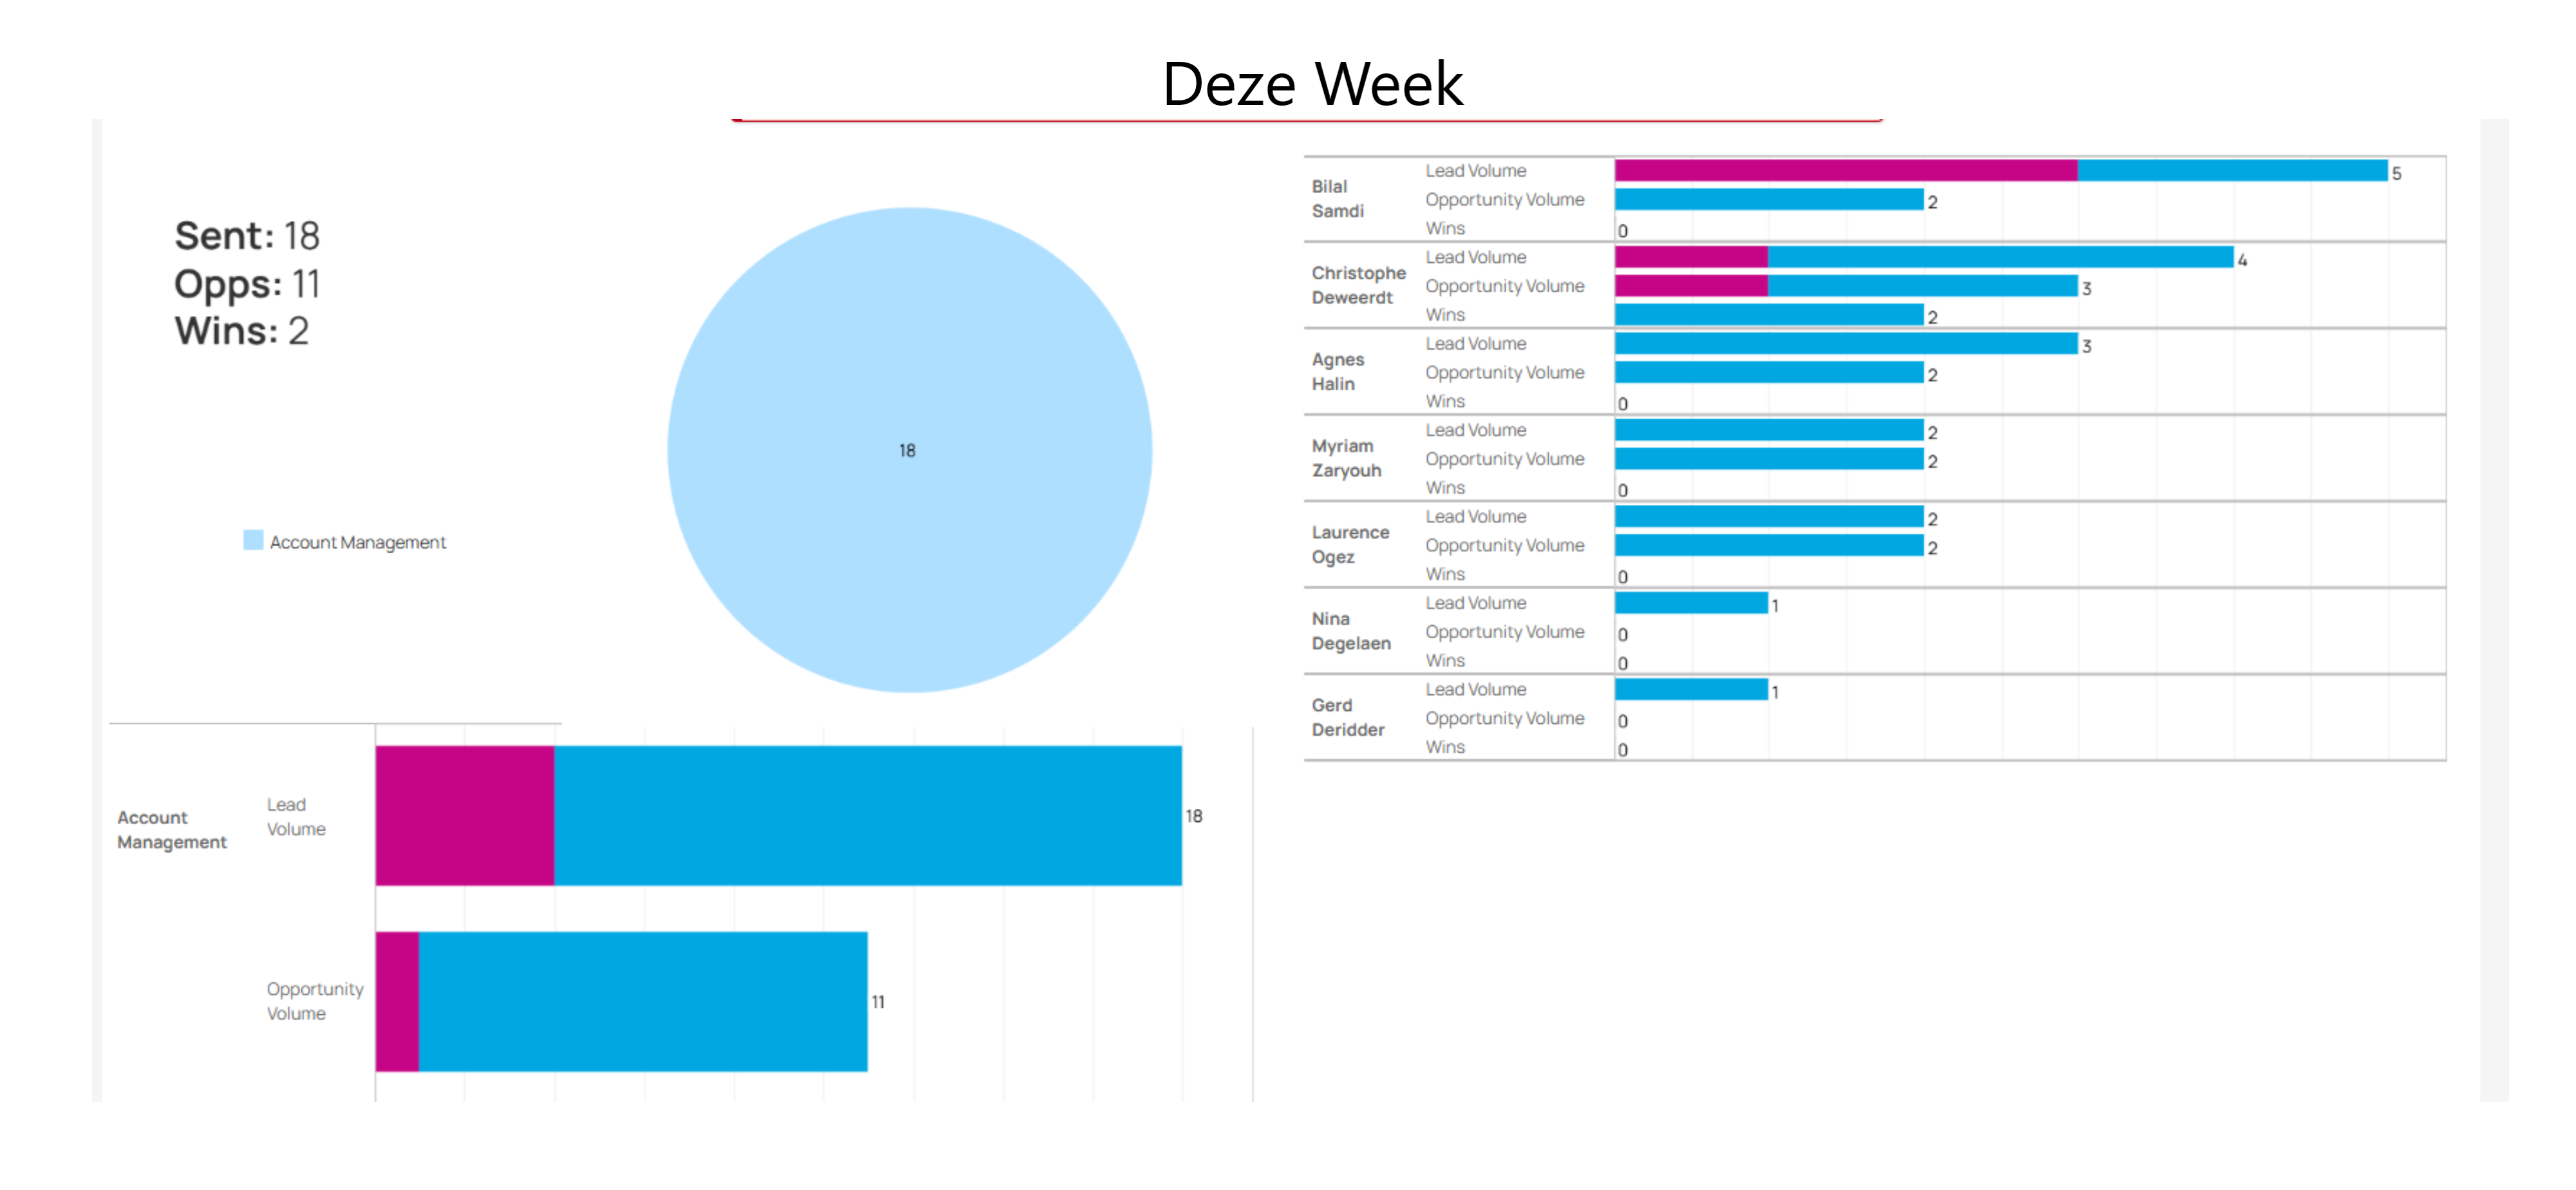 Deze Week
Sent: 18
Opps: 11
Wins: 2
18
Account Management
Account
Management
Lead
Volume
18
Opportunity
Volume
11
Bilal
Samdi
Lead Volume 5
Opportunity Volume 2
Wins 0
Christophe
Deweerdt
Lead Volume 4
Opportunity Volume 3
Wins 2
Agnes
Halin
Lead Volume 3
Opportunity Volume 2
Wins 0
Myriam
Zaryouh
Lead Volume 2
Opportunity Volume 2
Wins 0
Laurence
Ogez
Lead Volume 2
Opportunity Volume 2
Wins 0
Nina
Degelaen
Lead Volume 1
Opportunity Volume 0
Wins 0
Gerd
Deridder
Lead Volume 1
Opportunity Volume 0
Wins 0